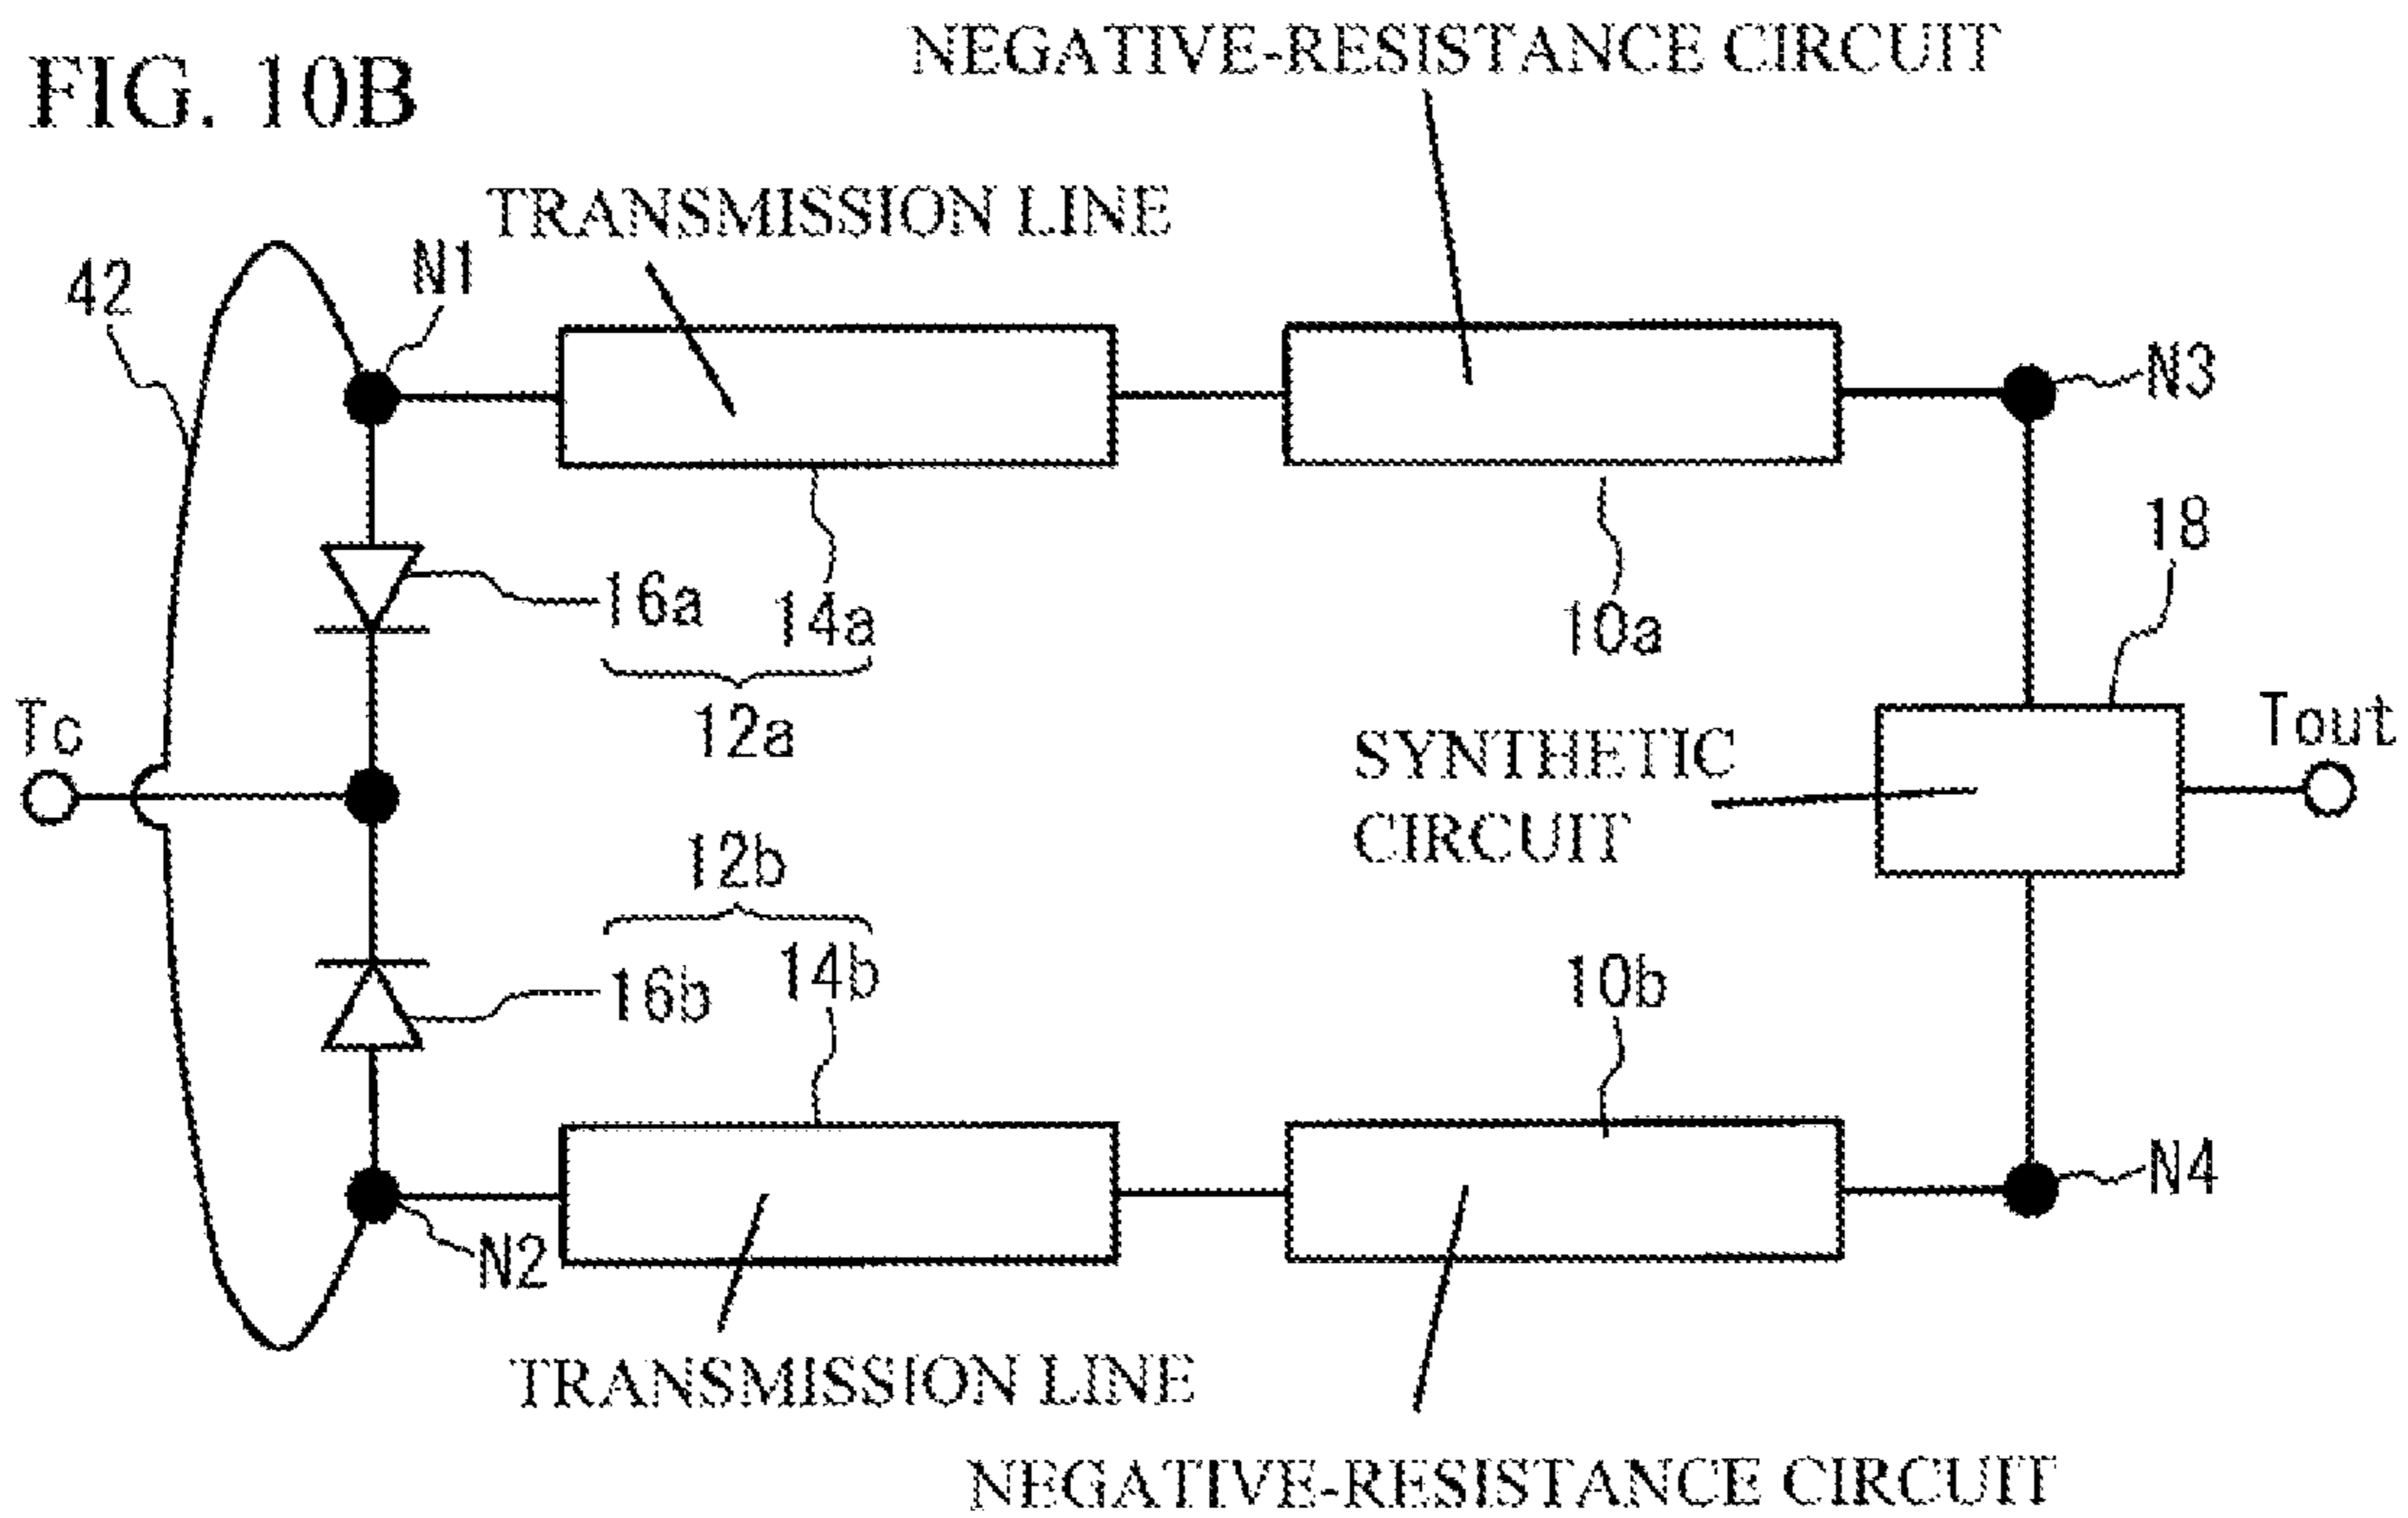 FIG. 10B
NEGATIVE-RESISTANCE CIRCUIT
TRANSMISSION LINE
42
N1
N3
18
16a
14a
10a
12a
Tc
SYNTHETIC
CIRCUIT
Tout
12b
14b
16b
10b
N4
N2
TRANSMISSION LINE
NEGATIVE-RESISTANCE CIRCUIT